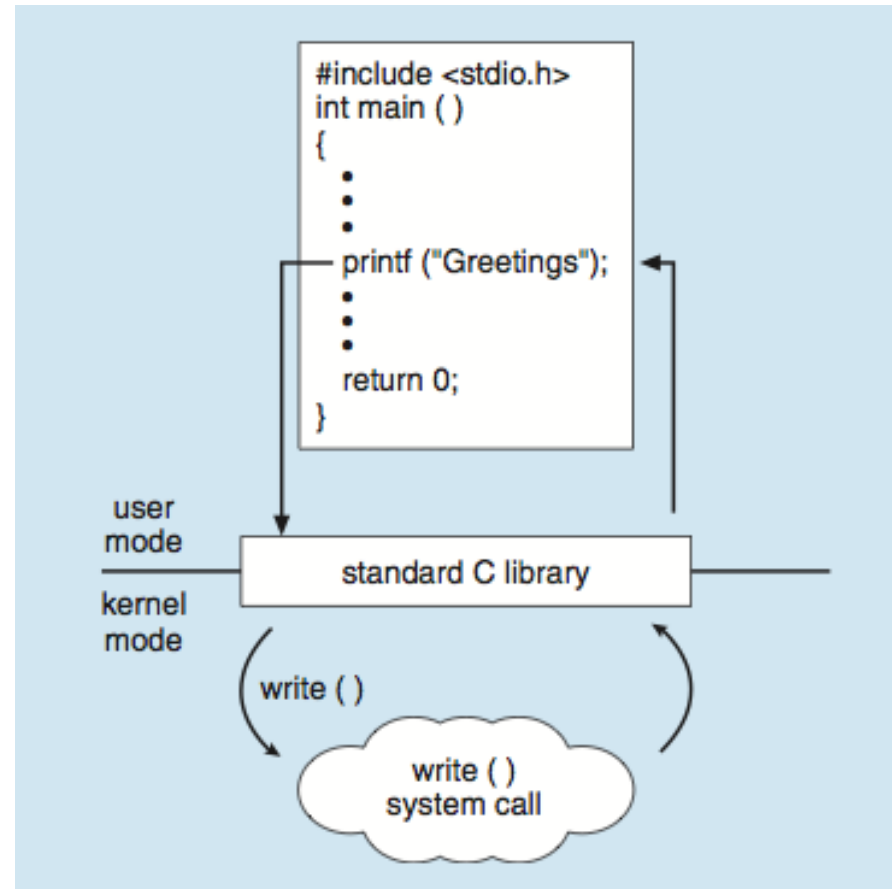 #include <stdio.h>
int main ( )
{
•
•
•
printf ("Greetings");
•
•
•
return 0;
}
user
mode
standard C library
kernel
mode
write ( )
write ( )
system call